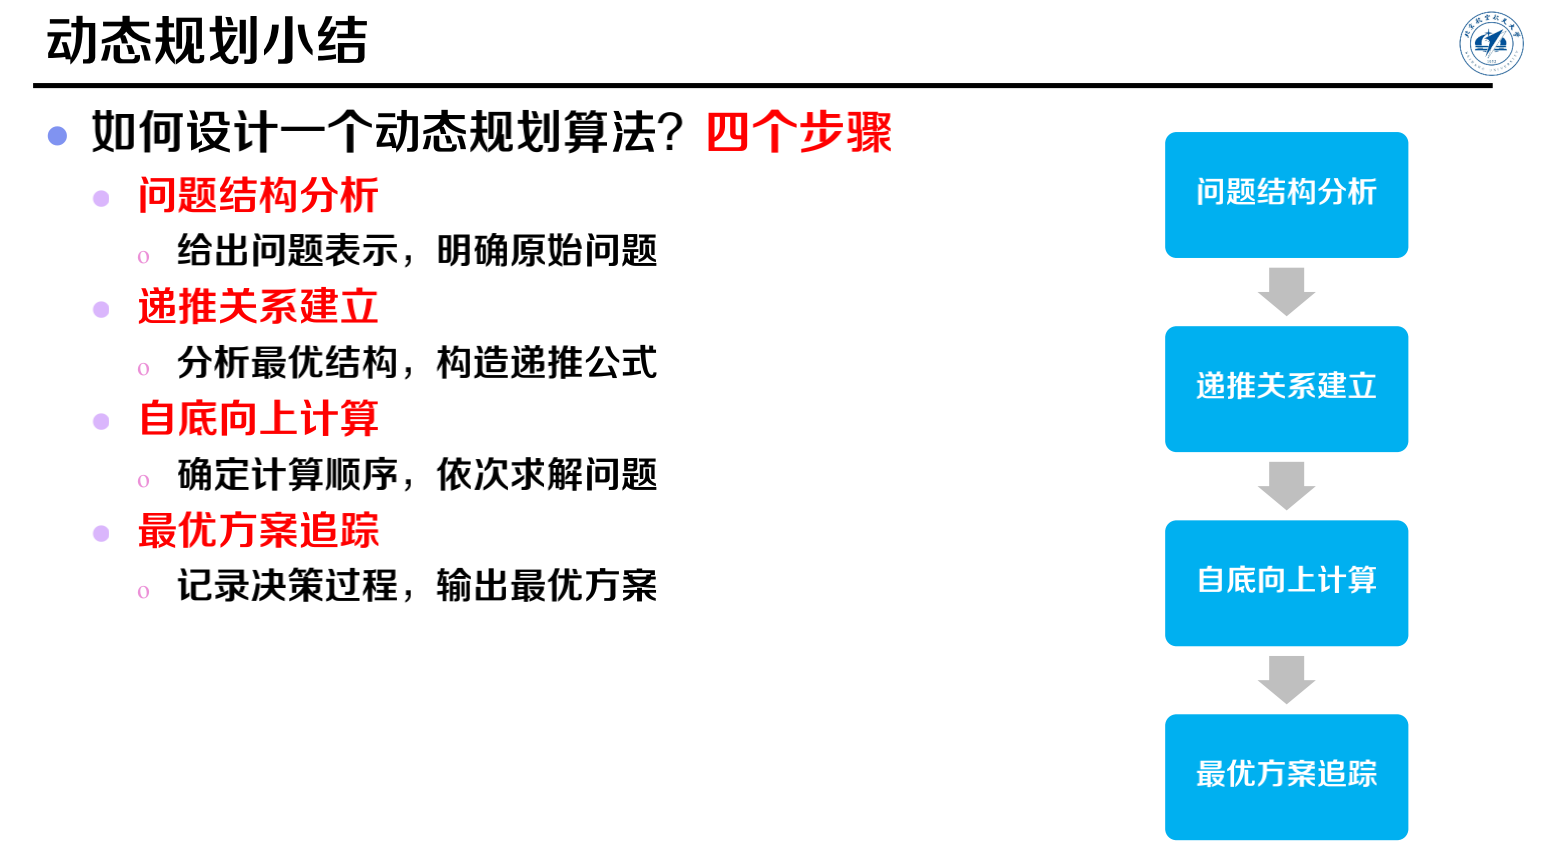 动态规划小结
如何设计一个动态规划算法？四个步骤
问题结构分析
给出问题表示，明确原始问题
递推关系建立
分析最优结构，构造递推公式
自底向上计算
确定计算顺序，依次求解问题
最优方案追踪
记录决策过程，输出最优方案
问题结构分析
递推关系建立
自底向上计算
最优方案追踪